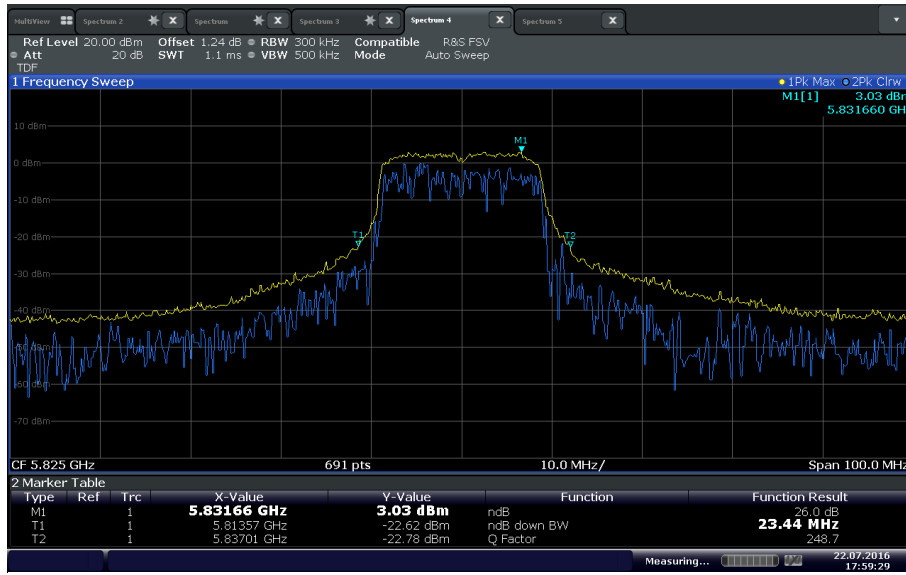 MultiView Spectrum 2 X Spectrum X Spectrum 3 X Spectrum 4 X Spectrum 5 X
Ref Level 20.00 dBm Offset 1.24 dB RBW 300 kHz Compatible R&S FSV
Att 20 dB SWT 1.1 ms VBW 500 kHz Mode Auto Sweep
TDF
1 Frequency Sweep 1Pk Max 2Pk Clrw
M1[1] 3.03 dBm
5.831660 GH
10 dBm
M1
0 dBm
-10 dBm
-20 dBm
T1 T2
-30 dBm
-40 dBm
-50 dBm
-60 dBm
-70 dBm
CF 5.825 GHz 691 pts 10.0 MHz/ Span 100.0 MHz
2 Marker Table
Type Ref Trc X-Value Y-Value Function Function Result
M1 1 5.83166 GHz 3.03 dBm ndB 26.0 dB
T1 1 5.81357 GHz -22.62 dBm ndB down BW 23.44 MHz
T2 1 5.83701 GHz -22.78 dBm Q Factor 248.7
Measuring... 22.07.2016
17:59:29